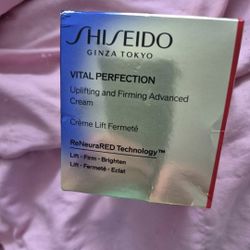 SHISEIDO
GINZA TOKYO
VITAL PERFECTION
Uplifting and Firming Advanced
Cream
Crème Lift Fermeté
ReNeuraRED Technology™
Lift • Firm • Brighten
Lift • Fermeté • Eclat